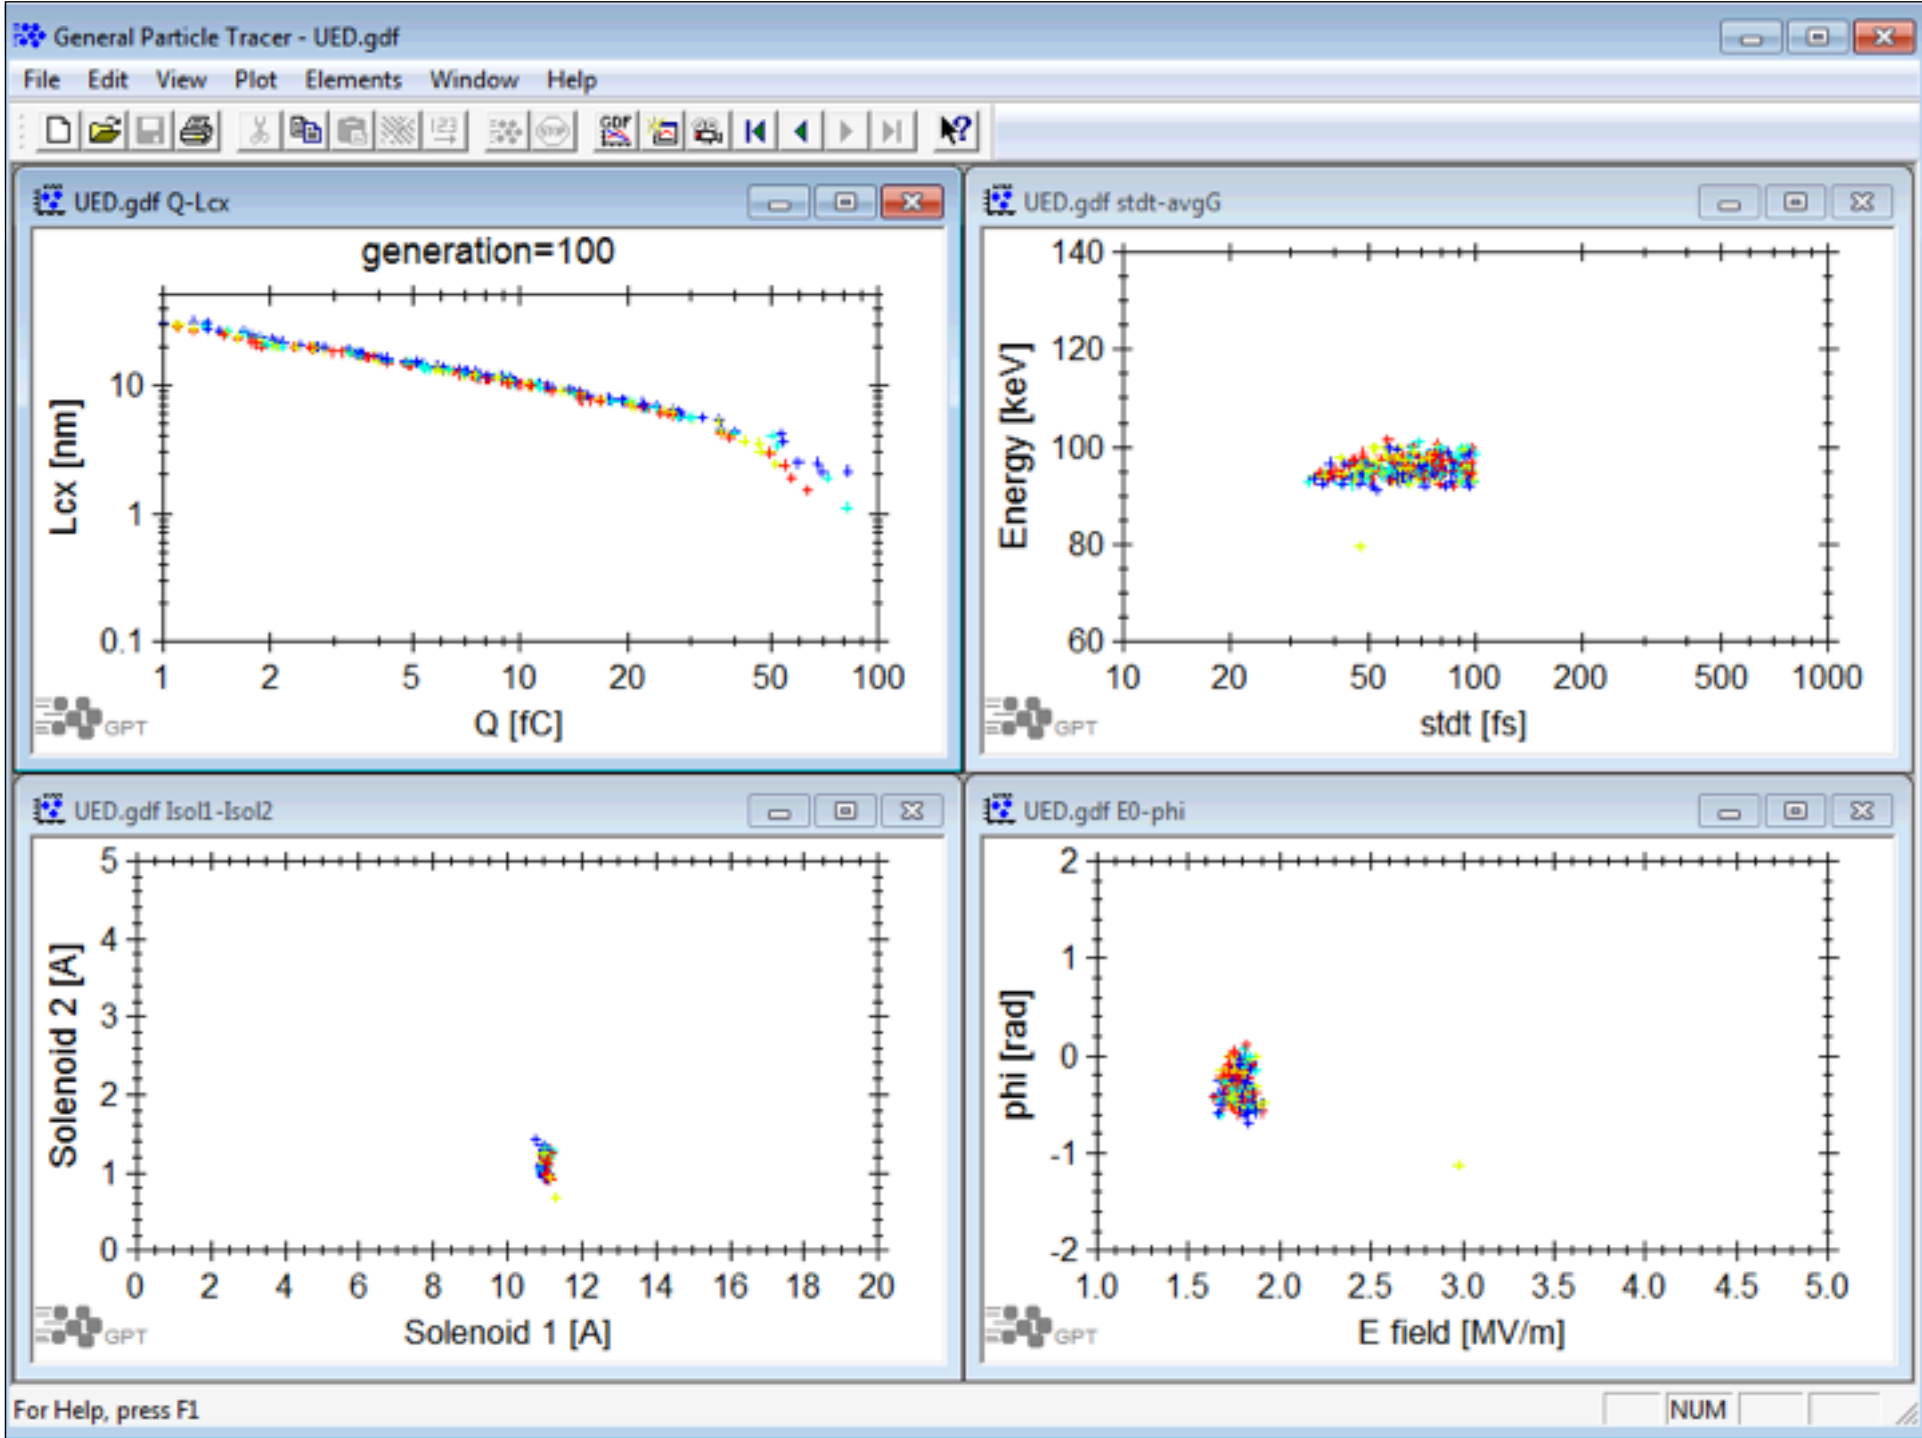 General Particle Tracer - UED.gdf
File Edit View Plot Elements Window Help
123 STOP GDF ?
UED.gdf Q-Lcx
generation=100
Lcx [nm]
10
1
0.1
1 2 5 10 20 50 100
Q [fC]
GPT
UED.gdf stdt-avgG
Energy [keV]
140
120
100
80
60
10 20 50 100 200 500 1000
stdt [fs]
GPT
UED.gdf Isol1-Isol2
Solenoid 2 [A]
5
4
3
2
1
0
0 2 4 6 8 10 12 14 16 18 20
Solenoid 1 [A]
GPT
UED.gdf E0-phi
phi [rad]
2
1
0
-1
-2
1.0 1.5 2.0 2.5 3.0 3.5 4.0 4.5 5.0
E field [MV/m]
GPT
For Help, press F1
NUM